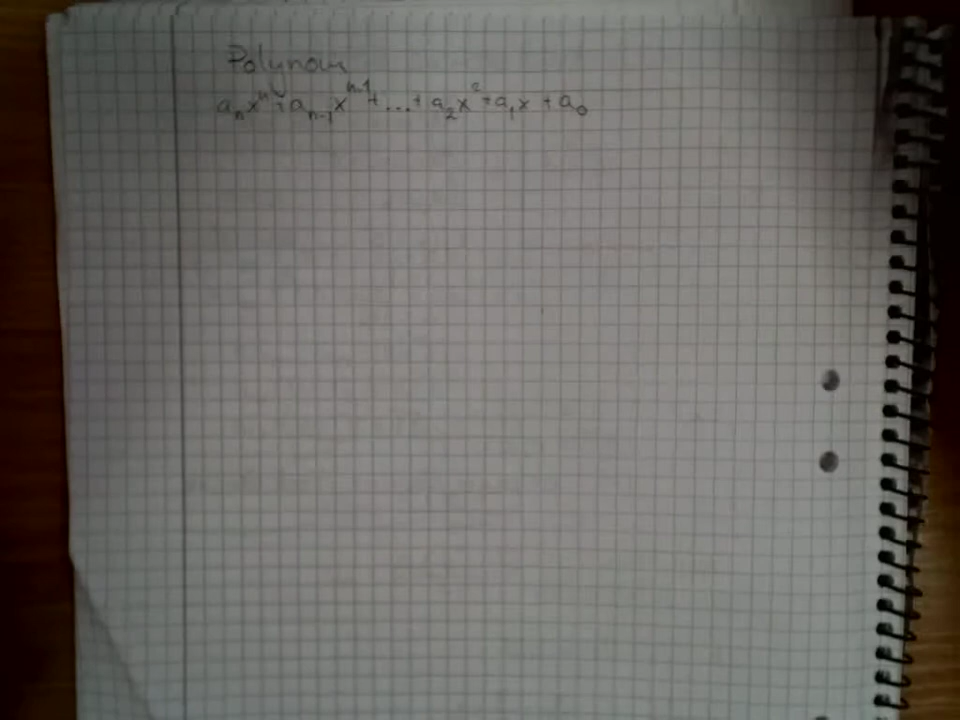 Polynom
aₙxⁿ + aₙ₋₁xⁿ⁻¹ + ... + a₂x² + a₁x + a₀